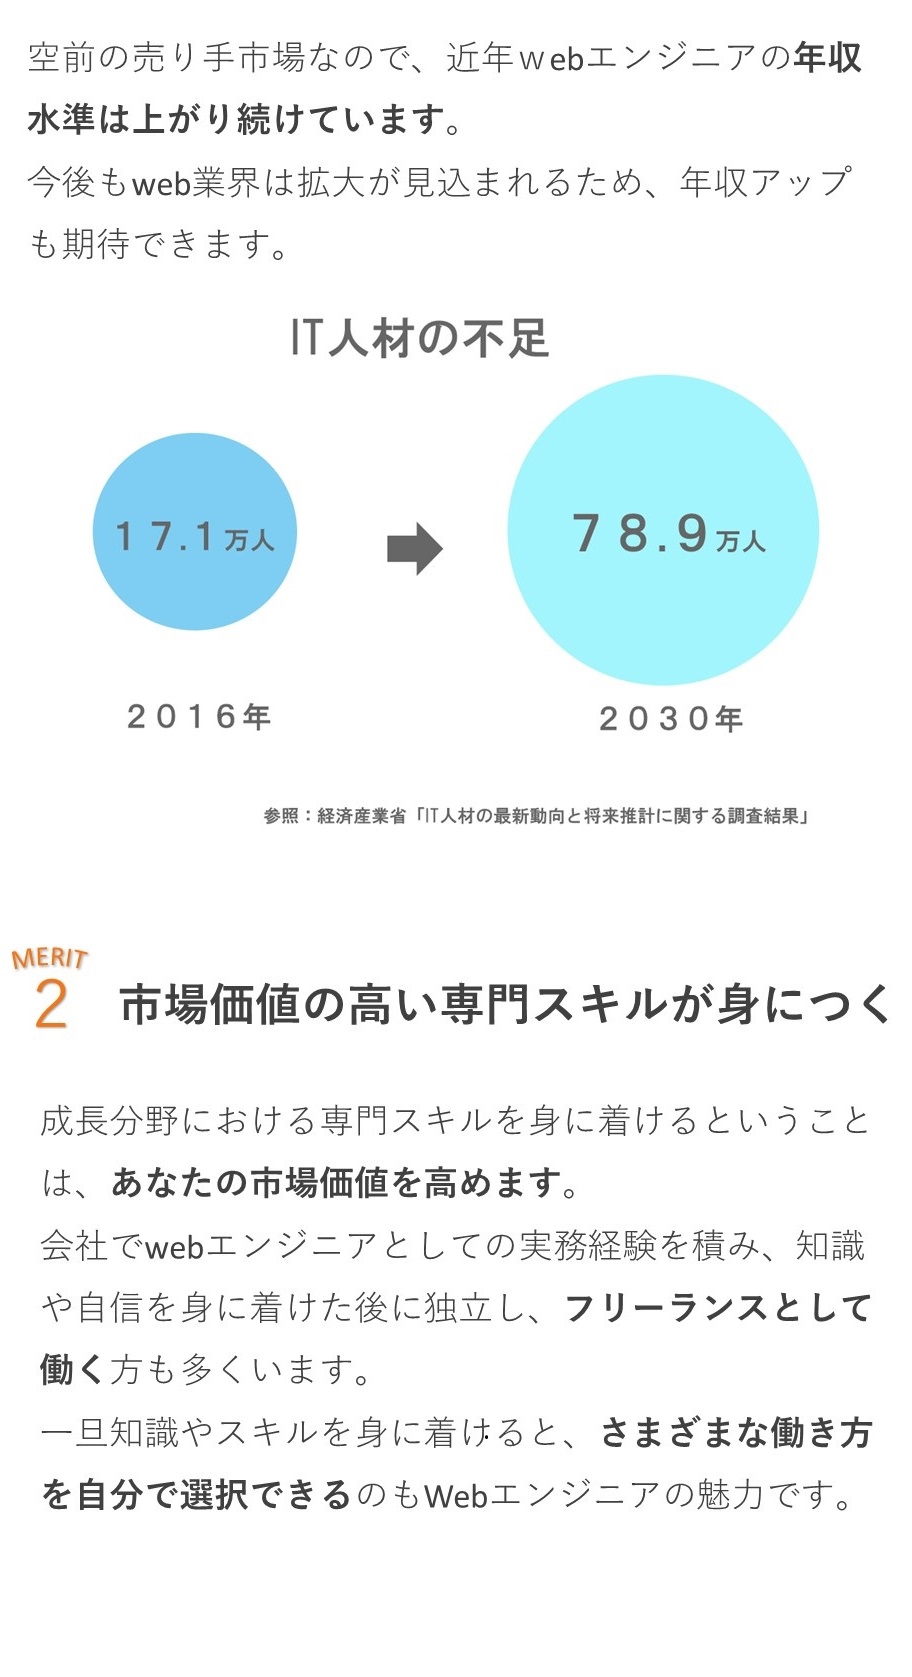 空前の売り手市場なので、近年ｗebエンジニアの年収
水準は上がり続けています。
今後もweb業界は拡大が見込まれるため、年収アップ
も期待できます。
IT人材の不足
１７.１万人
７８.９万人
２０１６年
２０３０年
参照：経済産業省「IT人材の最新動向と将来推計に関する調査結果」
MERIT
2
市場価値の高い専門スキルが身につく
成長分野における専門スキルを身に着けるということ
は、あなたの市場価値を高めます。
会社でwebエンジニアとしての実務経験を積み、知識
や自信を身に着けた後に独立し、フリーランスとして
働く方も多くいます。
一旦知識やスキルを身に着けると、さまざまな働き方
を自分で選択できるのもWebエンジニアの魅力です。